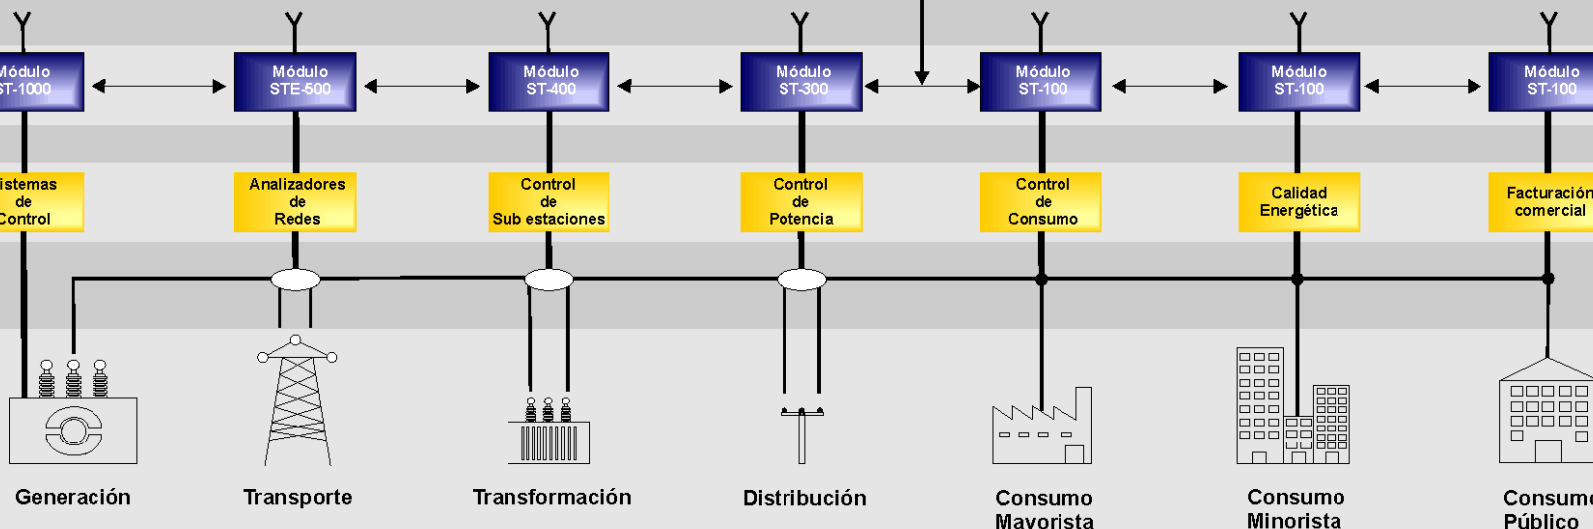 Módulo
ST-1000
Módulo
STE-500
Módulo
ST-400
Módulo
ST-300
Módulo
ST-100
Módulo
ST-100
Módulo
ST-100
istemas
de
Control
Analizadores
de
Redes
Control
de
Sub estaciones
Control
de
Potencia
Control
de
Consumo
Calidad
Energética
Facturación
comercial
Generación
Transporte
Transformación
Distribución
Consumo
Mayorista
Consumo
Minorista
Consumo
Público